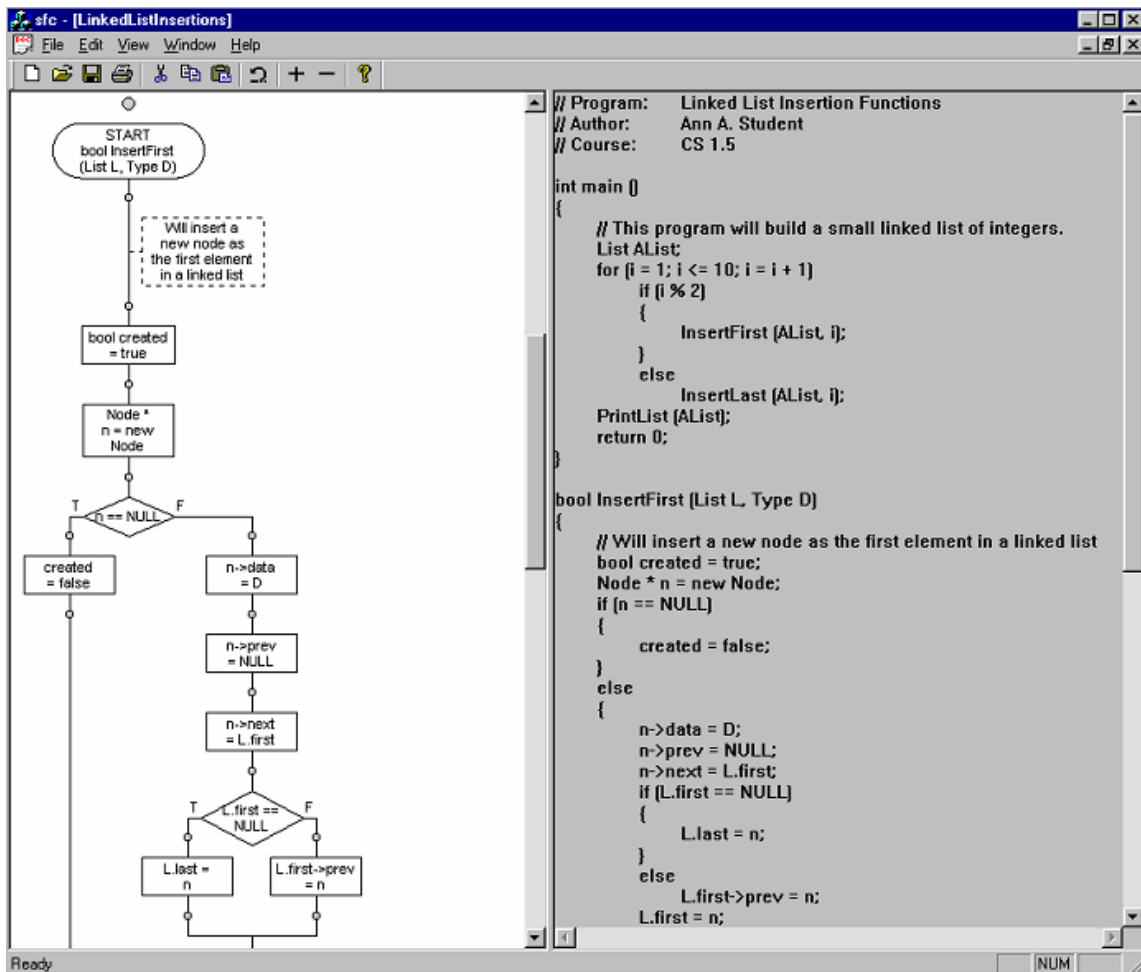 sfc - [LinkedListInsertions]
File Edit View Window Help
START
bool InsertFirst
(List L, Type D)
Will insert a
new node as
the first element
in a linked list
bool created
= true
Node *
n = new
Node
T
n == NULL
F
created
= false
n->data
= D
n->prev
= NULL
n->next
= L.first
T
L.first ==
NULL
F
L.last =
n
L.first->prev
= n
// Program: Linked List Insertion Functions
// Author: Ann A. Student
// Course: CS 1.5
int main ()
{
// This program will build a small linked list of integers.
List AList;
for (i = 1; i <= 10; i = i + 1)
if (i % 2)
{
InsertFirst (AList, i);
}
else
InsertLast (AList, i);
PrintList (AList);
return 0;
}
bool InsertFirst (List L, Type D)
{
// Will insert a new node as the first element in a linked list
bool created = true;
Node * n = new Node;
if (n == NULL)
{
created = false;
}
else
{
n->data = D;
n->prev = NULL;
n->next = L.first;
if (L.first == NULL)
{
L.last = n;
}
else
L.first->prev = n;
L.first = n;
Ready
NUM